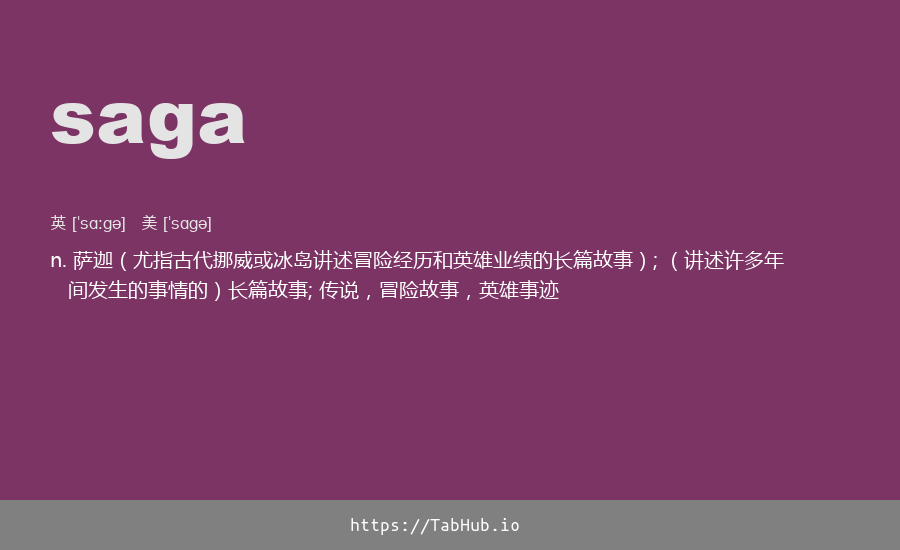 saga
英 [ˈsɑːɡə] 美 [ˈsɑɡə]
n. 萨迦（尤指古代挪威或冰岛讲述冒险经历和英雄业绩的长篇故事）; （讲述许多年
间发生的事情的）长篇故事; 传说，冒险故事，英雄事迹
https://TabHub.io